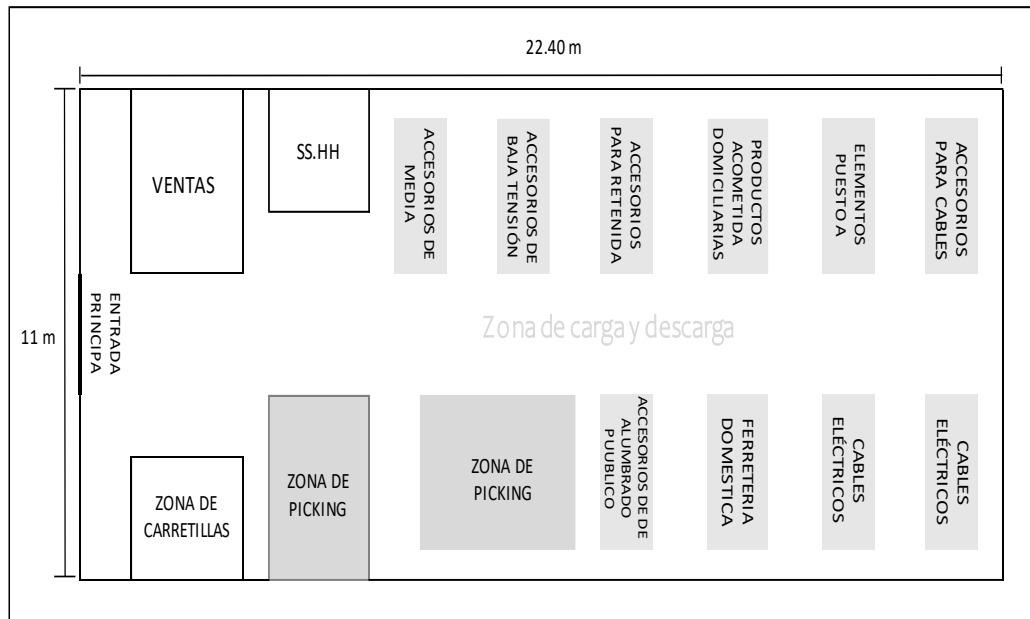 22.40 m
11 m
VENTAS
SS.HH
ACCESORIOS DE
MEDIA
ACCESORIOS DE
BAJA TENSIÓN
ACCESORIOS
PARA RETENIDA
PRODUCTOS
ACOMETIDA
DOMICILIARIAS
ELEMENTOS
PUESTO A
ACCESORIOS
PARA CABLES
ENTRADA
PRINCIPA
Zona de carga y descarga
ZONA DE
CARRETILLAS
ZONA DE
PICKING
ZONA DE
PICKING
ACCESORIOS DE DE
ALUMBRADO
PUUBLICO
FERRETERIA
DOMESTICA
CABLES
ELÉCTRICOS
CABLES
ELÉCTRICOS